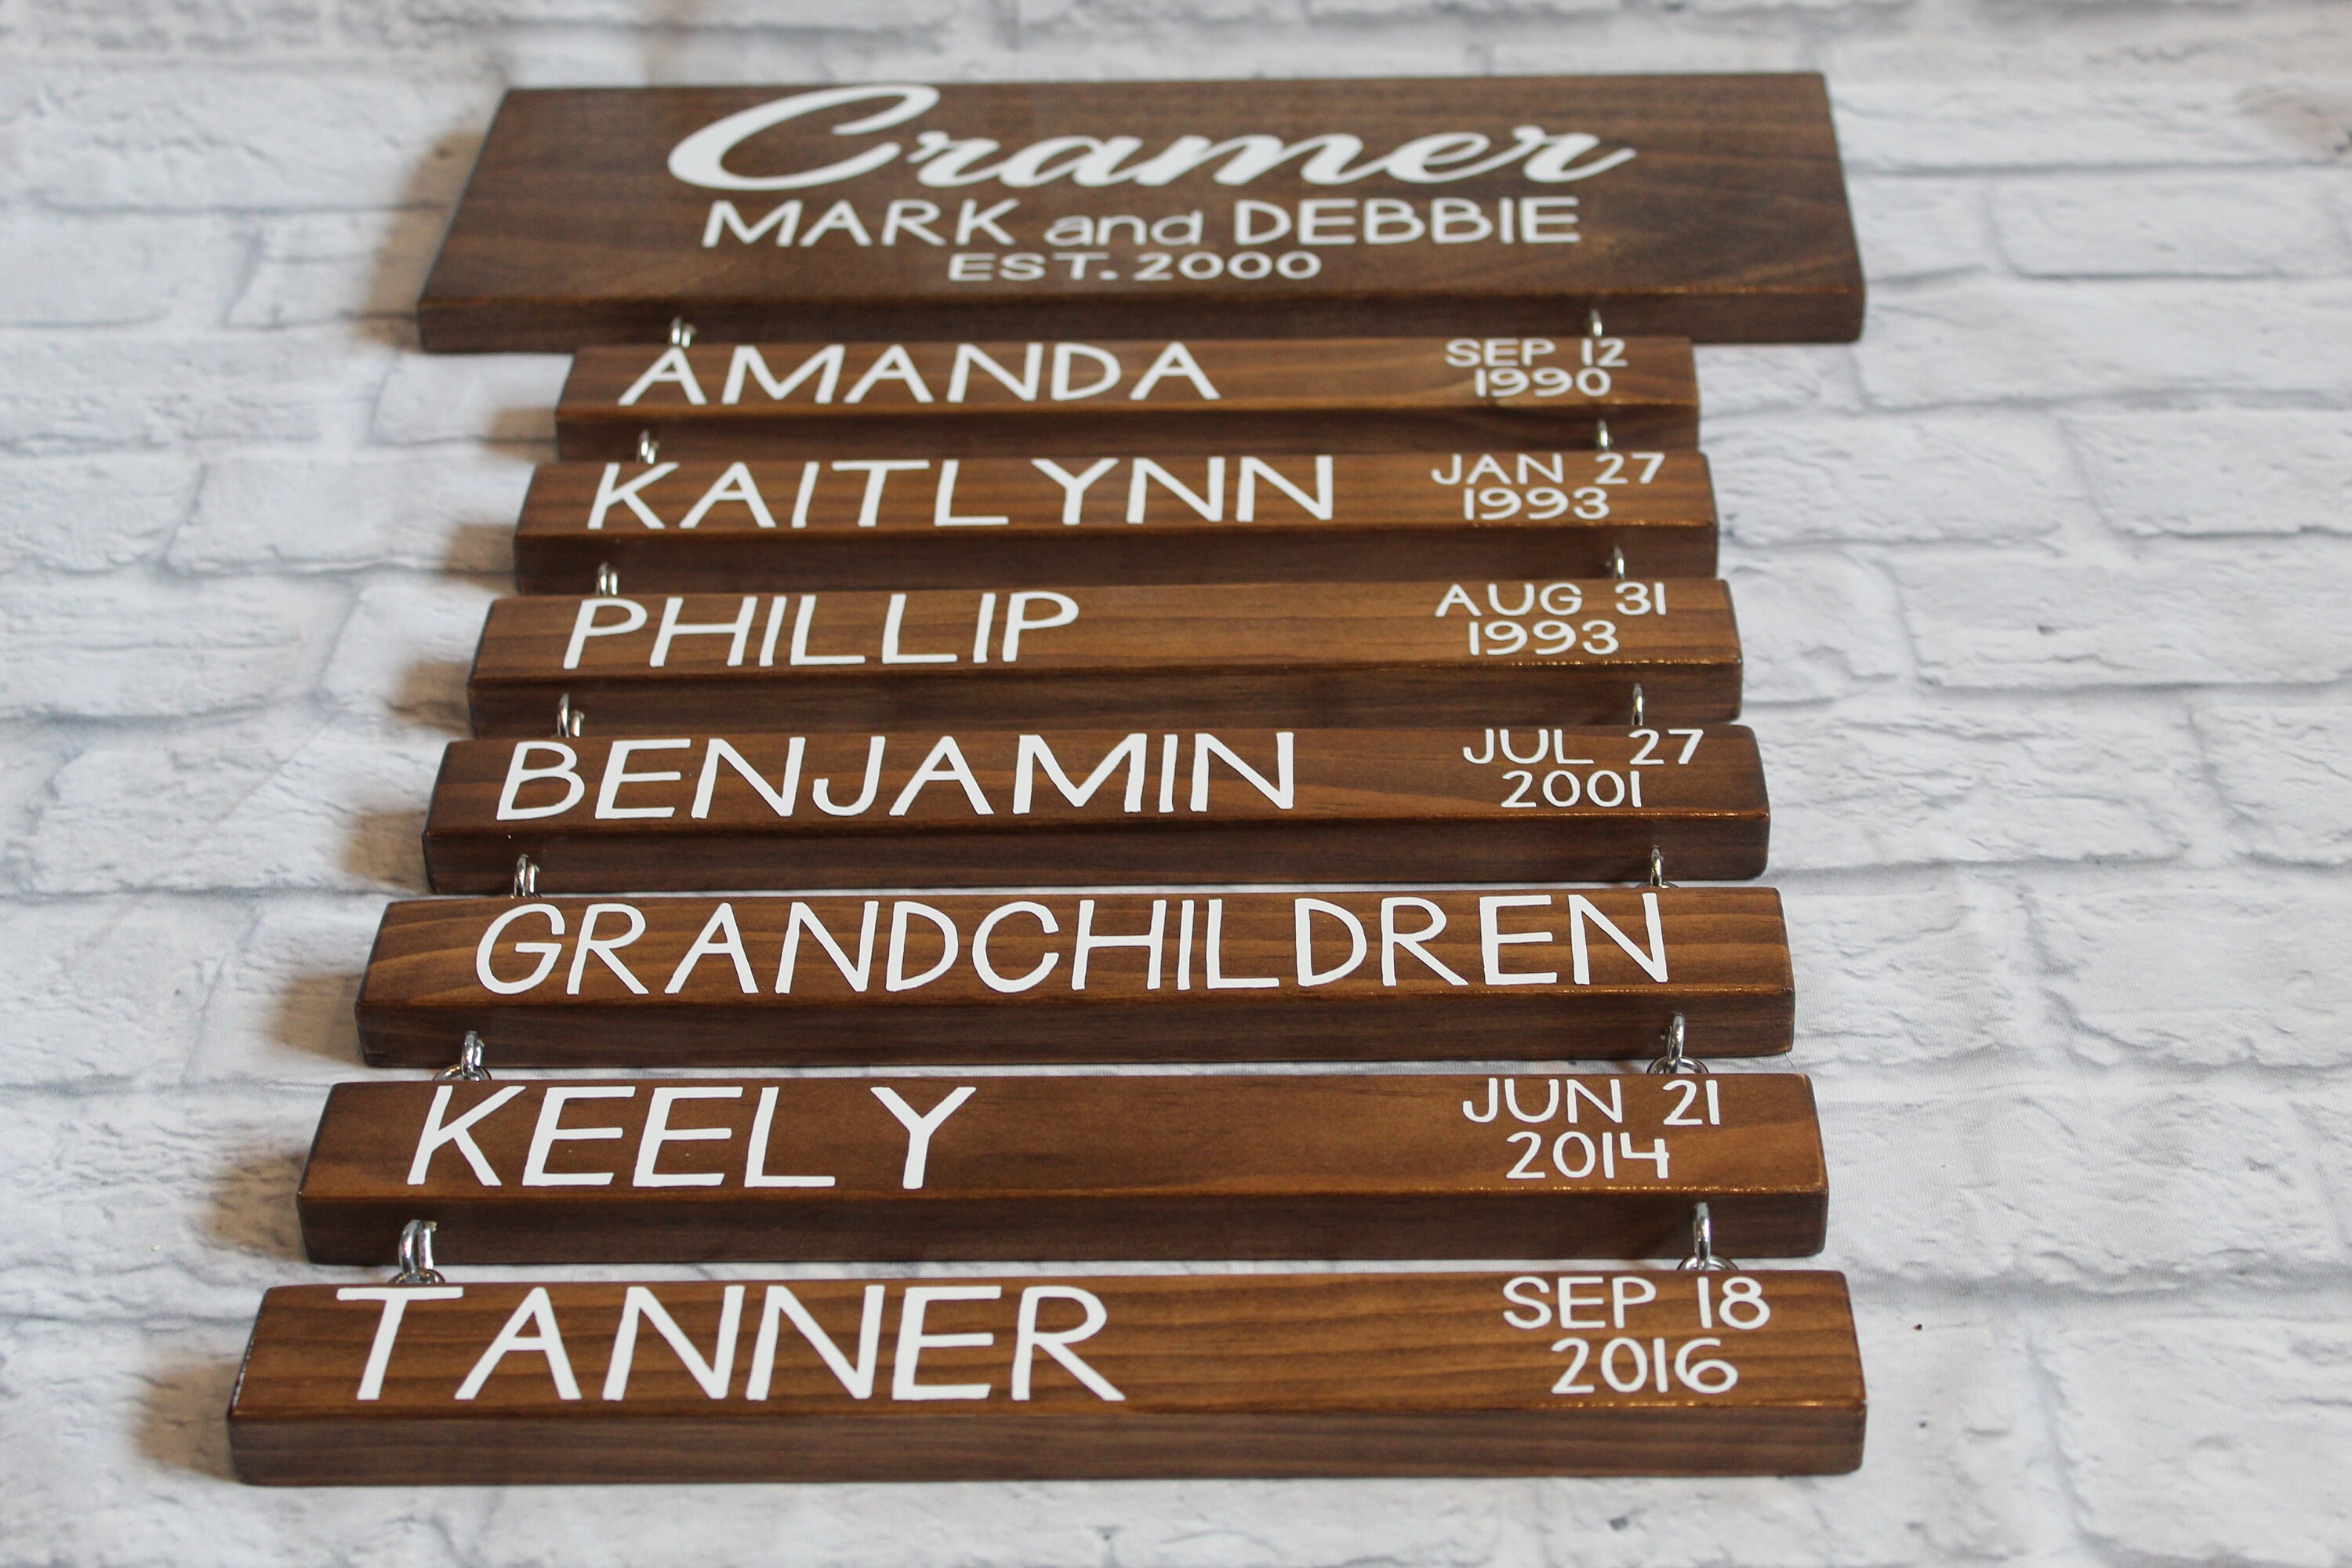 Cramer
MARK and DEBBIE
EST. 2000
AMANDA SEP 12
1990
KAITLYNN JAN 27
1993
PHILLIP AUG 31
1993
BENJAMIN JUL 27
2001
GRANDCHILDREN
KEELY JUN 21
2014
TANNER SEP 18
2016